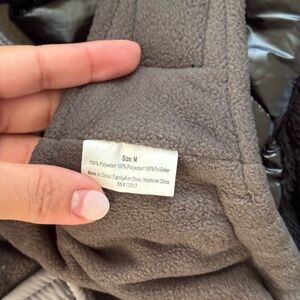 Size: M
100% Polyester/ 100% Polyester/ 100%Poliéster
Made in China / Fabriqué en Chine / Hecho en China